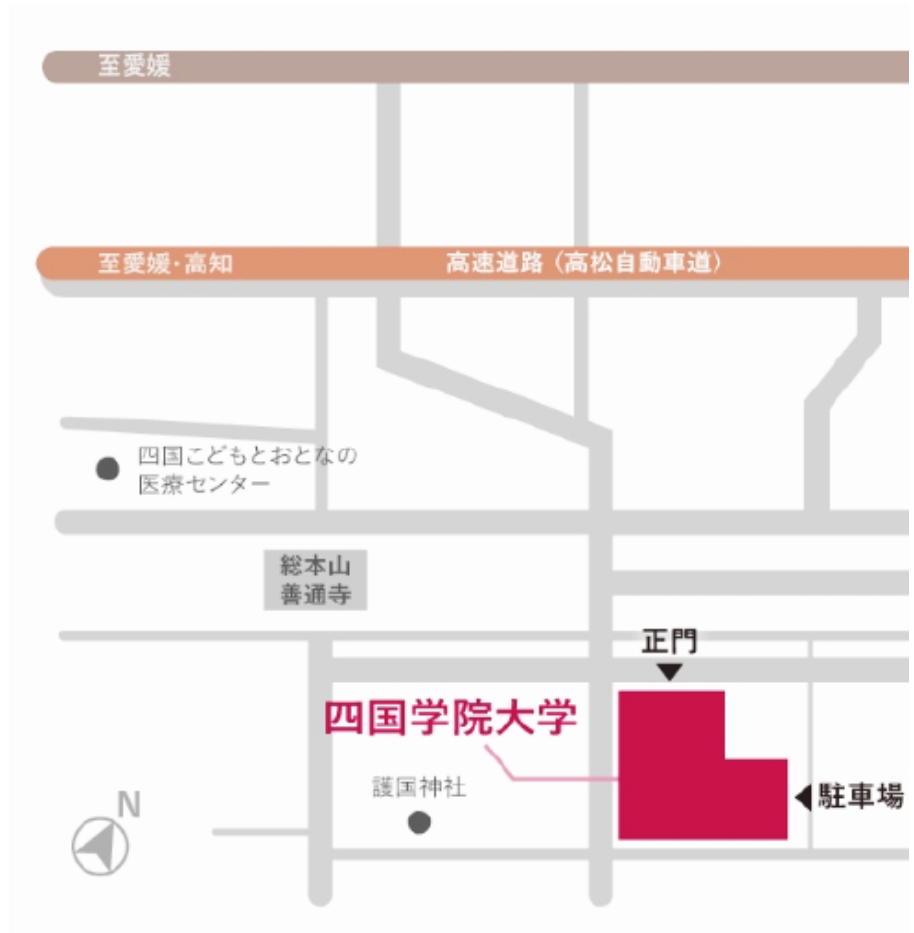 至愛媛
至愛媛・高知
高速道路（高松自動車道）
四国こどもとおとなの
医療センター
総本山
善通寺
正門
四国学院大学
護国神社
駐車場
N